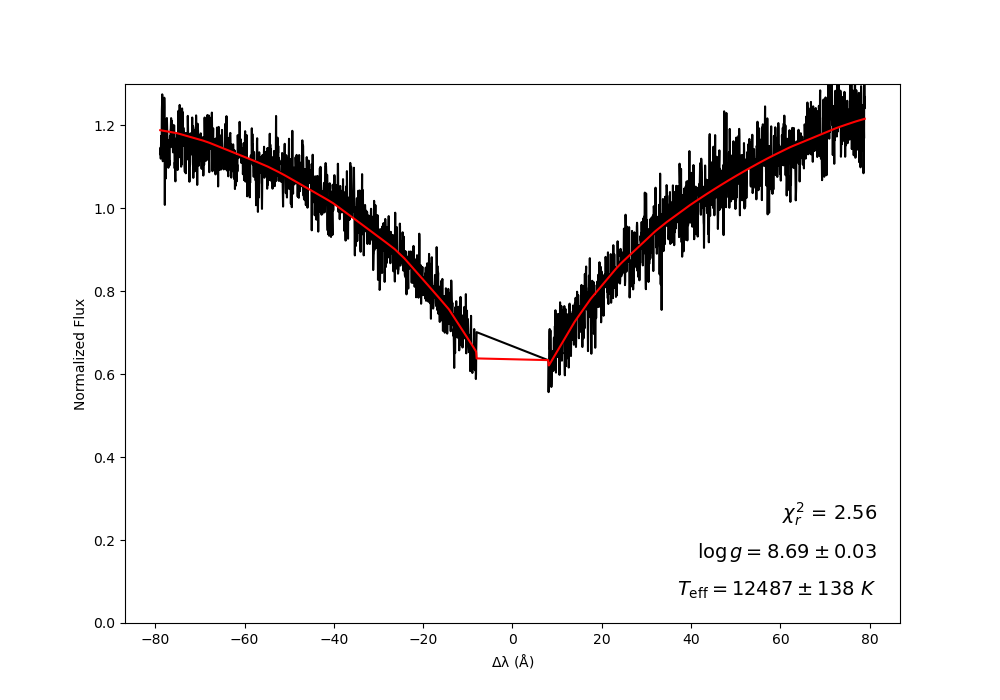 1.2
1.0
0.8
0.6
0.4
0.2
0.0
Normalized Flux
χ²ᵣ = 2.56
log g = 8.69 ± 0.03
T_eff = 12487 ± 138 K
−80 −60 −40 −20 0 20 40 60 80
Δλ (Å)